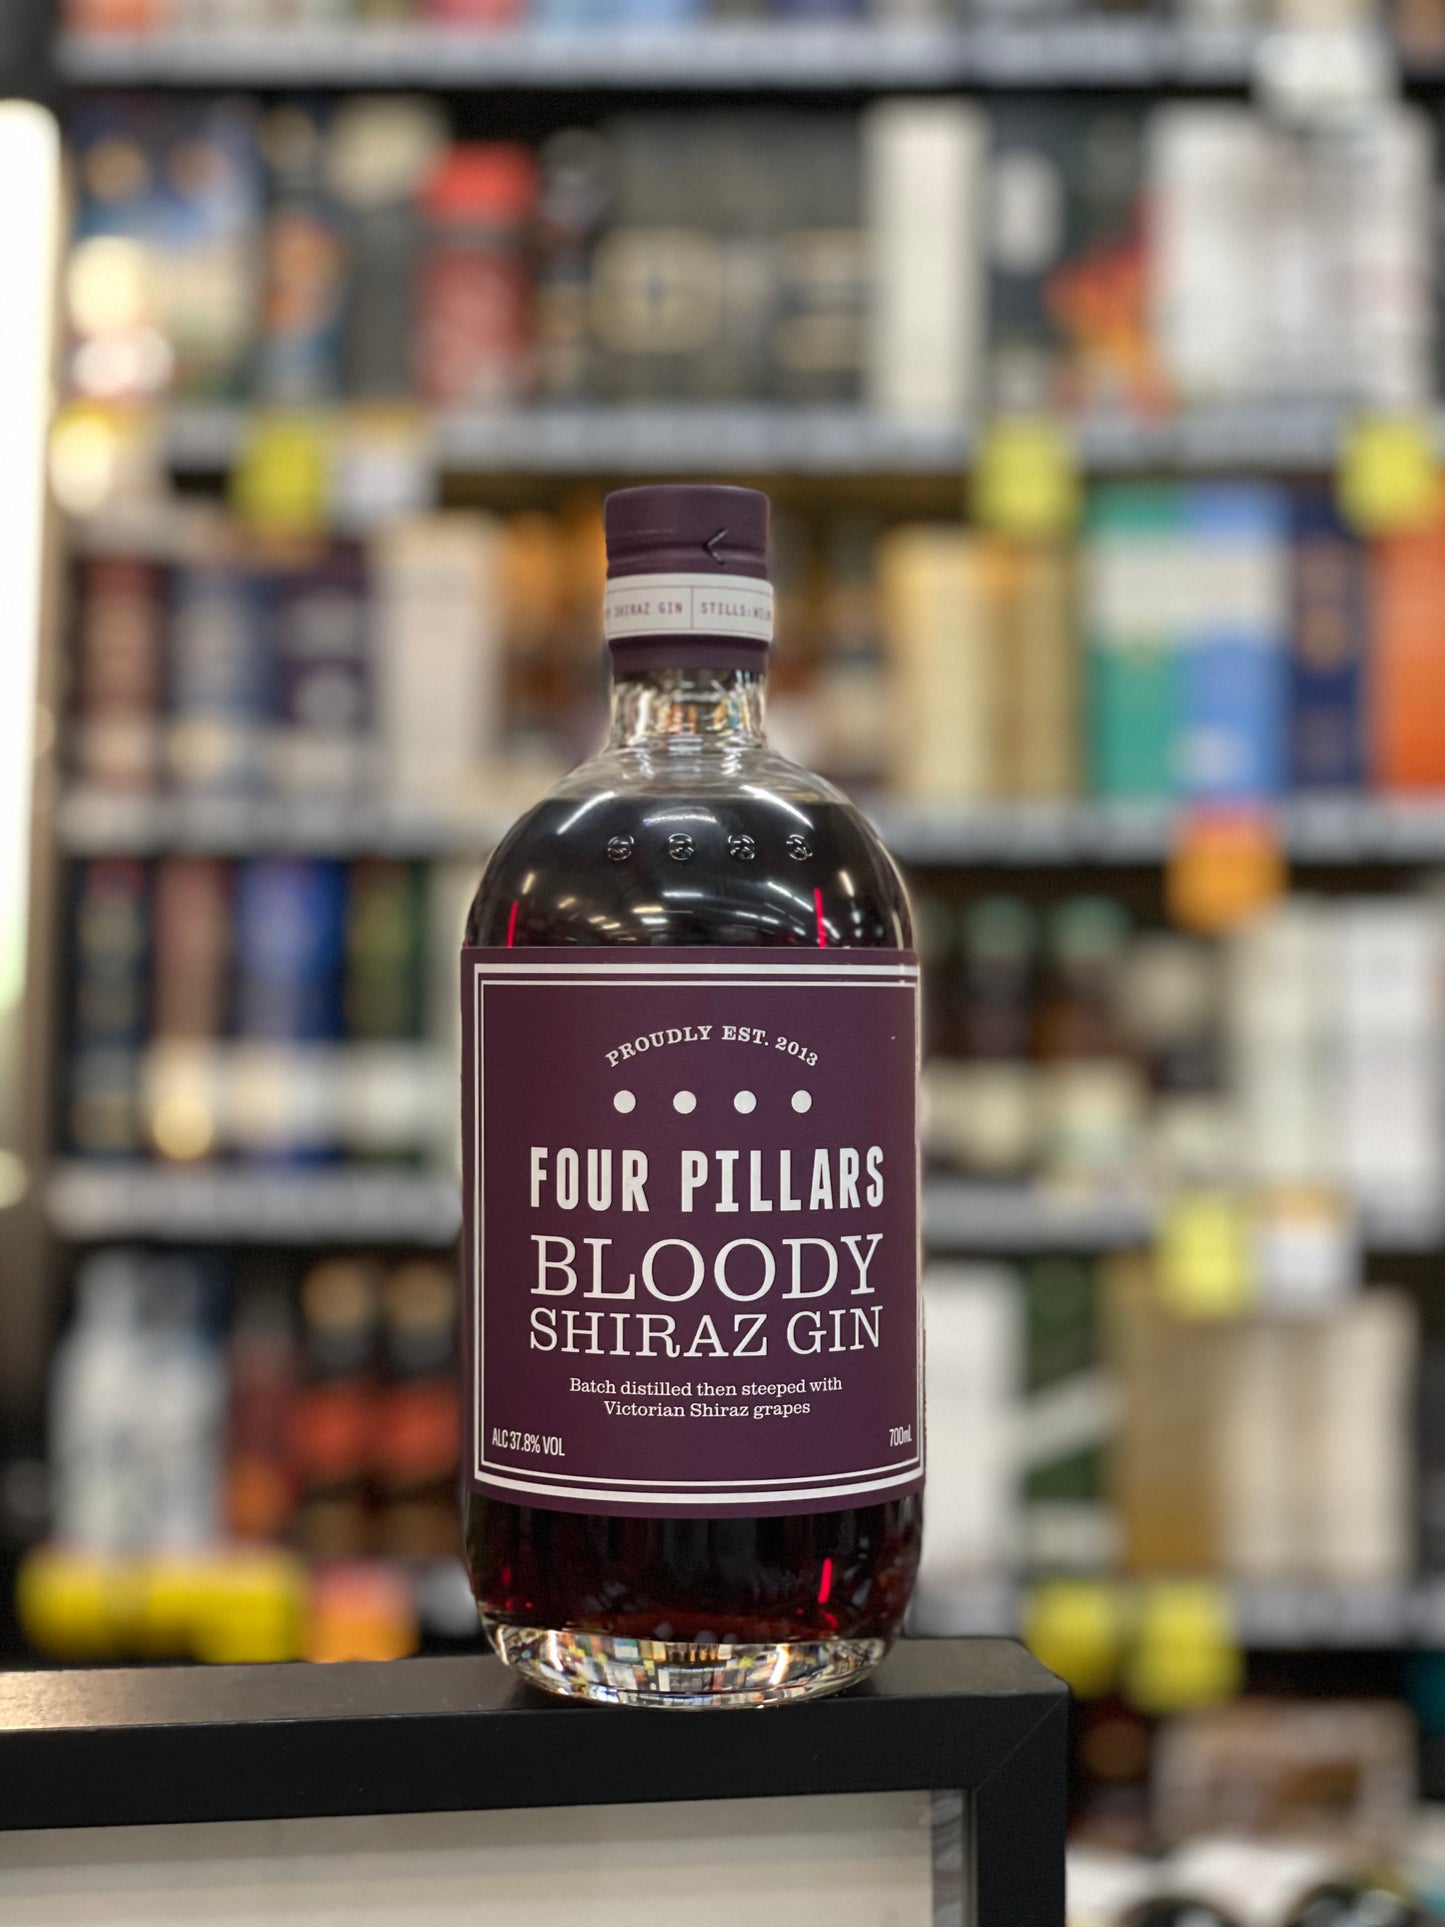 SHIRAZ GIN STILLS:
PROUDLY EST. 2013
FOUR PILLARS
BLOODY
SHIRAZ GIN
Batch distilled then steeped with
Victorian Shiraz grapes
ALC 37.8% VOL
700mL